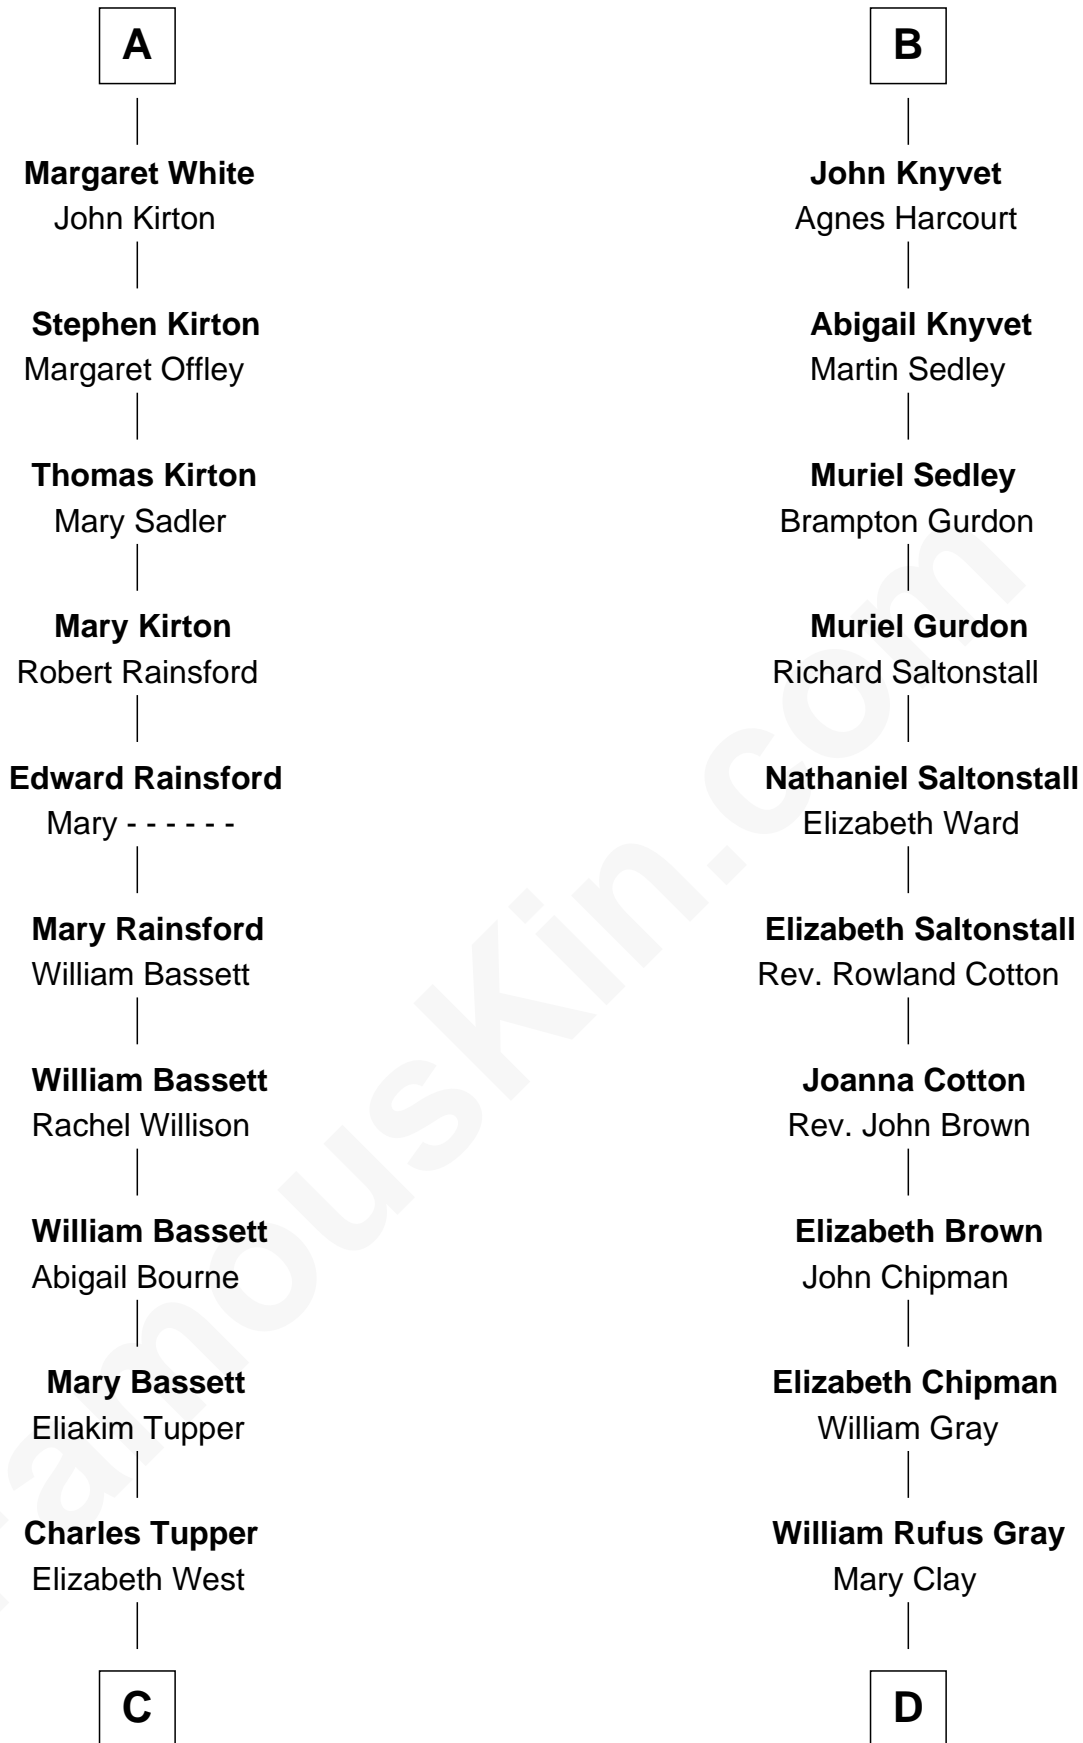 A
Margaret White
John Kirton
Stephen Kirton
Margaret Offley
Thomas Kirton
Mary Sadler
Mary Kirton
Robert Rainsford
Edward Rainsford
Mary - - - - - -
Mary Rainsford
William Bassett
William Bassett
Rachel Willison
William Bassett
Abigail Bourne
Mary Bassett
Eliakim Tupper
Charles Tupper
Elizabeth West
C
B
John Knyvet
Agnes Harcourt
Abigail Knyvet
Martin Sedley
Muriel Sedley
Brampton Gurdon
Muriel Gurdon
Richard Saltonstall
Nathaniel Saltonstall
Elizabeth Ward
Elizabeth Saltonstall
Rev. Rowland Cotton
Joanna Cotton
Rev. John Brown
Elizabeth Brown
John Chipman
Elizabeth Chipman
William Gray
William Rufus Gray
Mary Clay
D
FamousKin.com